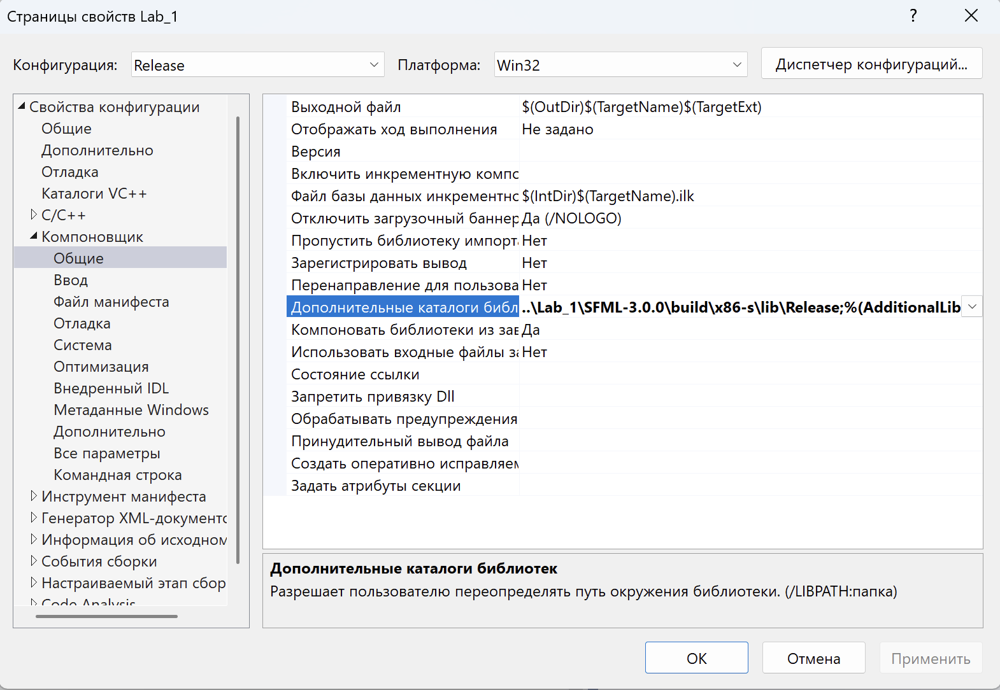 Страницы свойств Lab_1
?
Конфигурация: Release Платформа: Win32 Диспетчер конфигураций...
Свойства конфигурации
Общие
Дополнительно
Отладка
Каталоги VC++
C/C++
Компоновщик
Общие
Ввод
Файл манифеста
Отладка
Система
Оптимизация
Внедренный IDL
Метаданные Windows
Дополнительно
Все параметры
Командная строка
Инструмент манифеста
Генератор XML-документо
Информация об исходном
События сборки
Настраиваемый этап сбор
Code Analysis
Выходной файл $(OutDir)$(TargetName)$(TargetExt)
Отображать ход выполнения Не задано
Версия
Включить инкрементную компо
Файл базы данных инкрементно $(IntDir)$(TargetName).ilk
Отключить загрузочный баннер Да (/NOLOGO)
Пропустить библиотеку импорта Нет
Зарегистрировать вывод Нет
Перенаправление для пользова Нет
Дополнительные каталоги библ ..\Lab_1\SFML-3.0.0\build\x86-s\lib\Release;%(AdditionalLib
Компоновать библиотеки из зав Да
Использовать входные файлы за Нет
Состояние ссылки
Запретить привязку Dll
Обрабатывать предупреждения
Принудительный вывод файла
Создать оперативно исправляем
Задать атрибуты секции
Дополнительные каталоги библиотек
Разрешает пользователю переопределять путь окружения библиотеки. (/LIBPATH:папка)
ОК Отмена Применить